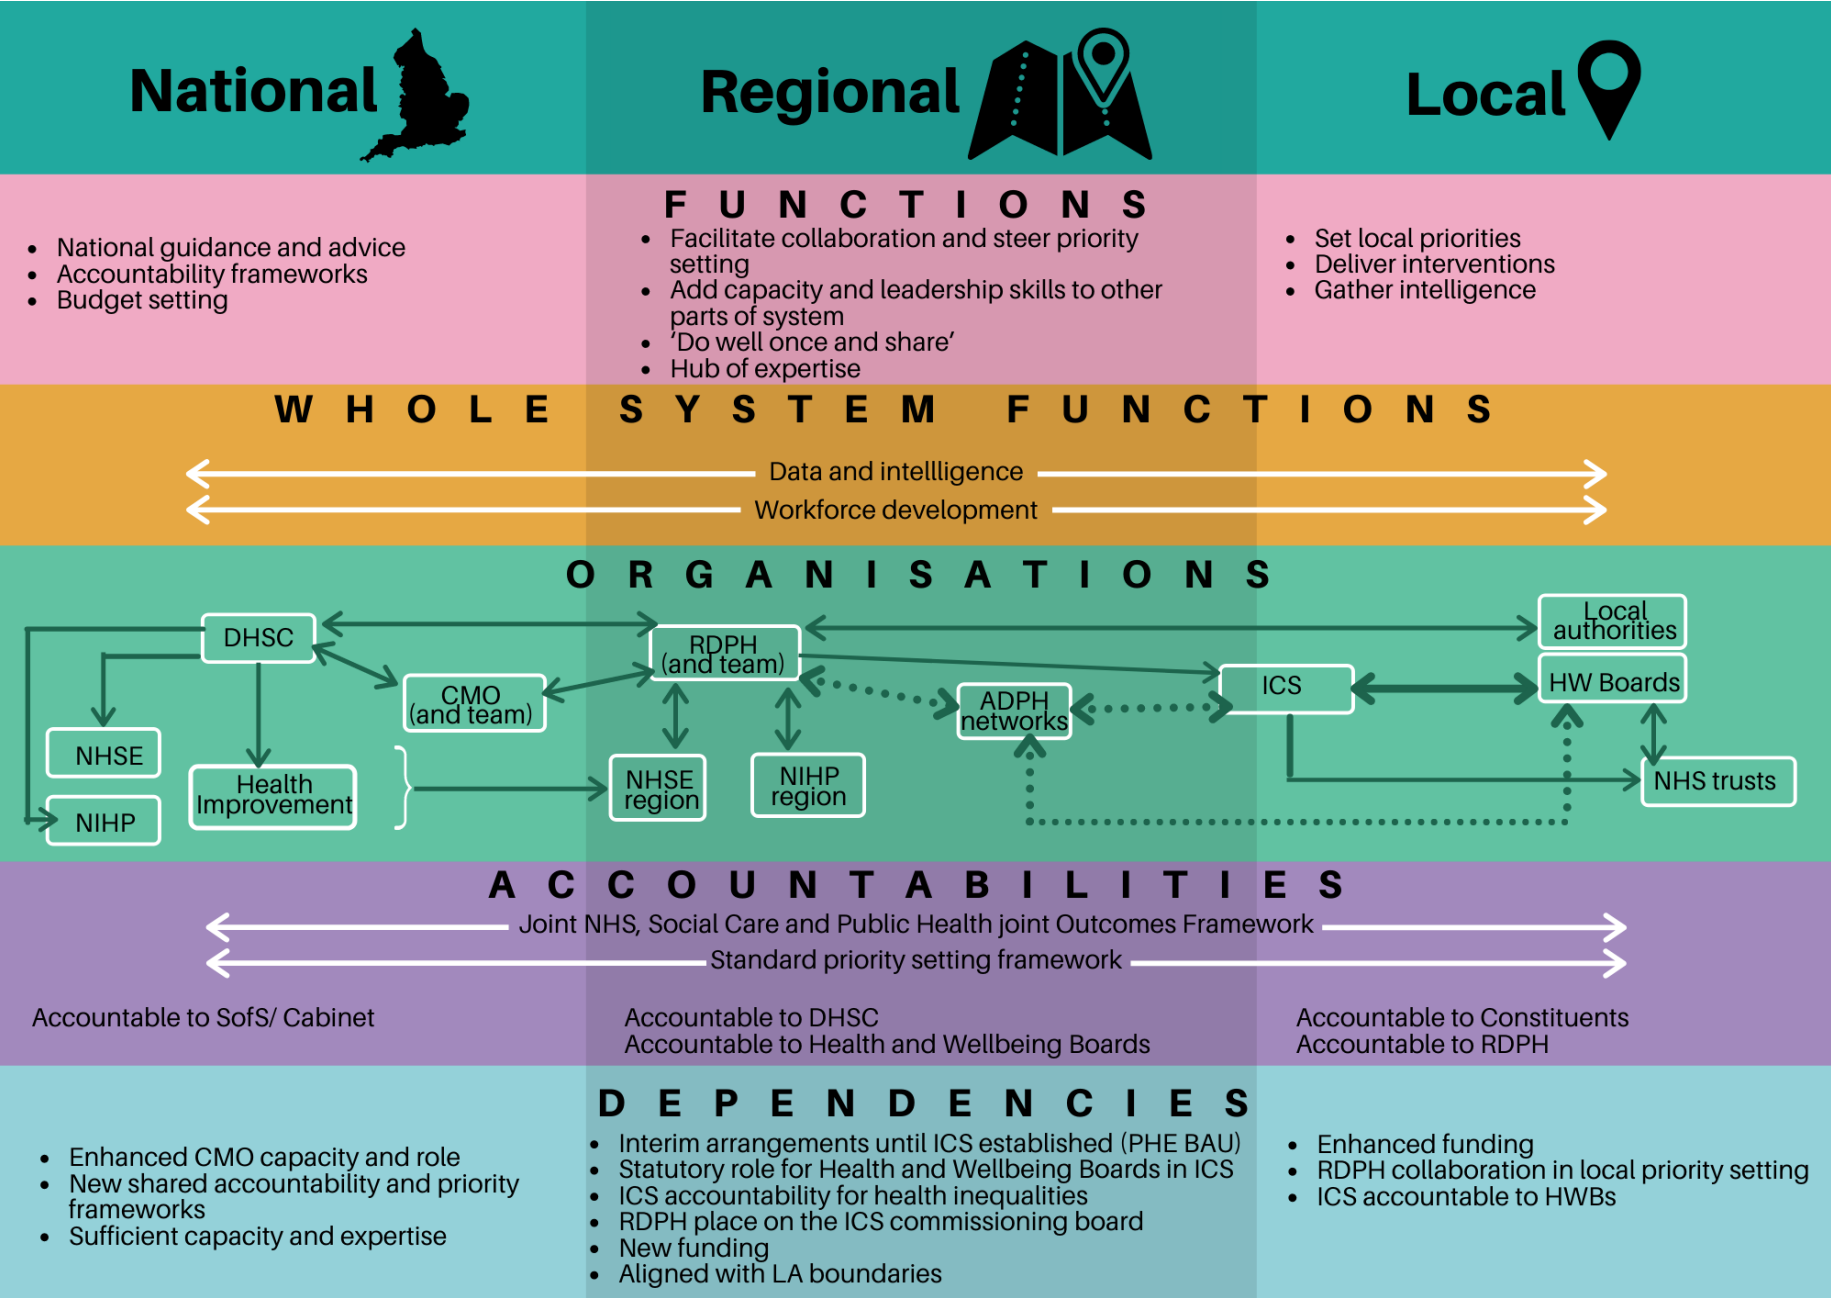 National
Regional
Local
FUNCTIONS
• National guidance and advice
• Accountability frameworks
• Budget setting
• Facilitate collaboration and steer priority
setting
• Add capacity and leadership skills to other
parts of system
• 'Do well once and share'
• Hub of expertise
• Set local priorities
• Deliver interventions
• Gather intelligence
WHOLE SYSTEM FUNCTIONS
Data and intellligence
Workforce development
ORGANISATIONS
DHSC
CMO
(and team)
NHSE
Health
Improvement
NIHP
RDPH
(and team)
NHSE
region
NIHP
region
ADPH
networks
ICS
Local
authorities
HW Boards
NHS trusts
ACCOUNTABILITIES
Joint NHS, Social Care and Public Health joint Outcomes Framework
Standard priority setting framework
Accountable to SofS/ Cabinet
Accountable to DHSC
Accountable to Health and Wellbeing Boards
Accountable to Constituents
Accountable to RDPH
DEPENDENCIES
• Enhanced CMO capacity and role
• New shared accountability and priority
frameworks
• Sufficient capacity and expertise
• Interim arrangements until ICS established (PHE BAU)
• Statutory role for Health and Wellbeing Boards in ICS
• ICS accountability for health inequalities
• RDPH place on the ICS commissioning board
• New funding
• Aligned with LA boundaries
• Enhanced funding
• RDPH collaboration in local priority setting
• ICS accountable to HWBs